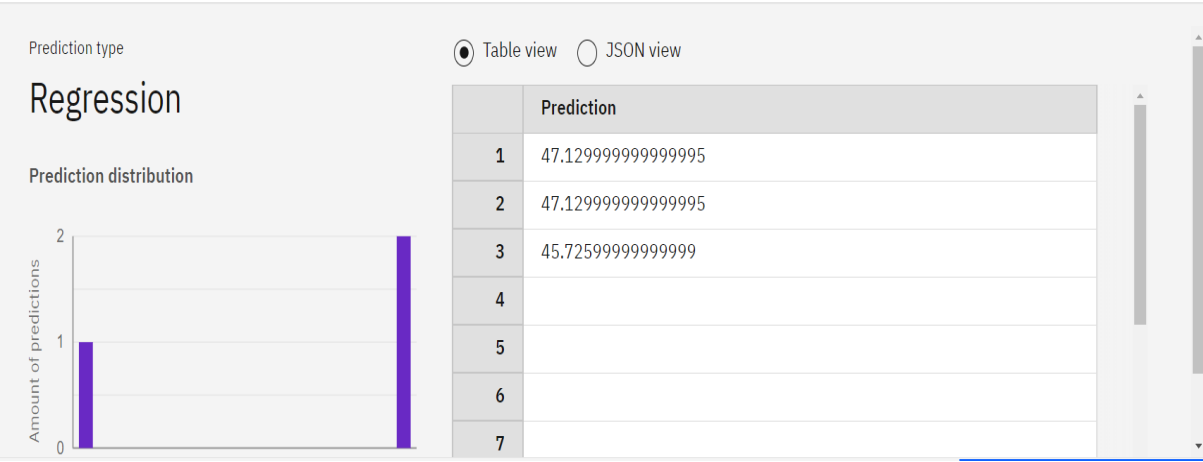 Prediction type
Regression
Prediction distribution
Amount of predictions
2
1
0
Table view JSON view
Prediction
1 47.129999999999995
2 47.129999999999995
3 45.72599999999999
4
5
6
7